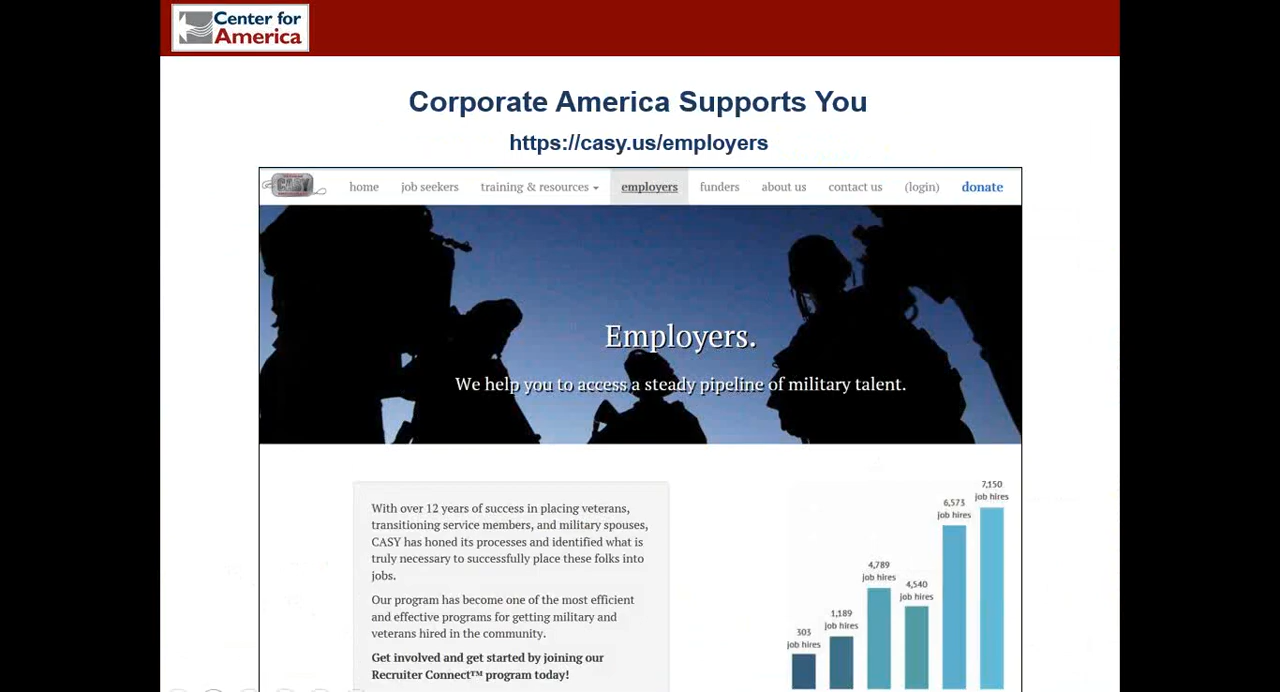 Center for
America
Corporate America Supports You
https://casy.us/employers
home job seekers training & resources employers funders about us contact us (login) donate
Employers.
We help you to access a steady pipeline of military talent.
With over 12 years of success in placing veterans,
transitioning service members, and military spouses,
CASY has honed its processes and identified what is
truly necessary to successfully place these folks into
jobs.
Our program has become one of the most efficient
and effective programs for getting military and
veterans hired in the community.
Get involved and get started by joining our
Recruiter Connect™ program today!
303
job hires
1,189
job hires
4,789
job hires
4,540
job hires
6,573
job hires
7,150
job hires